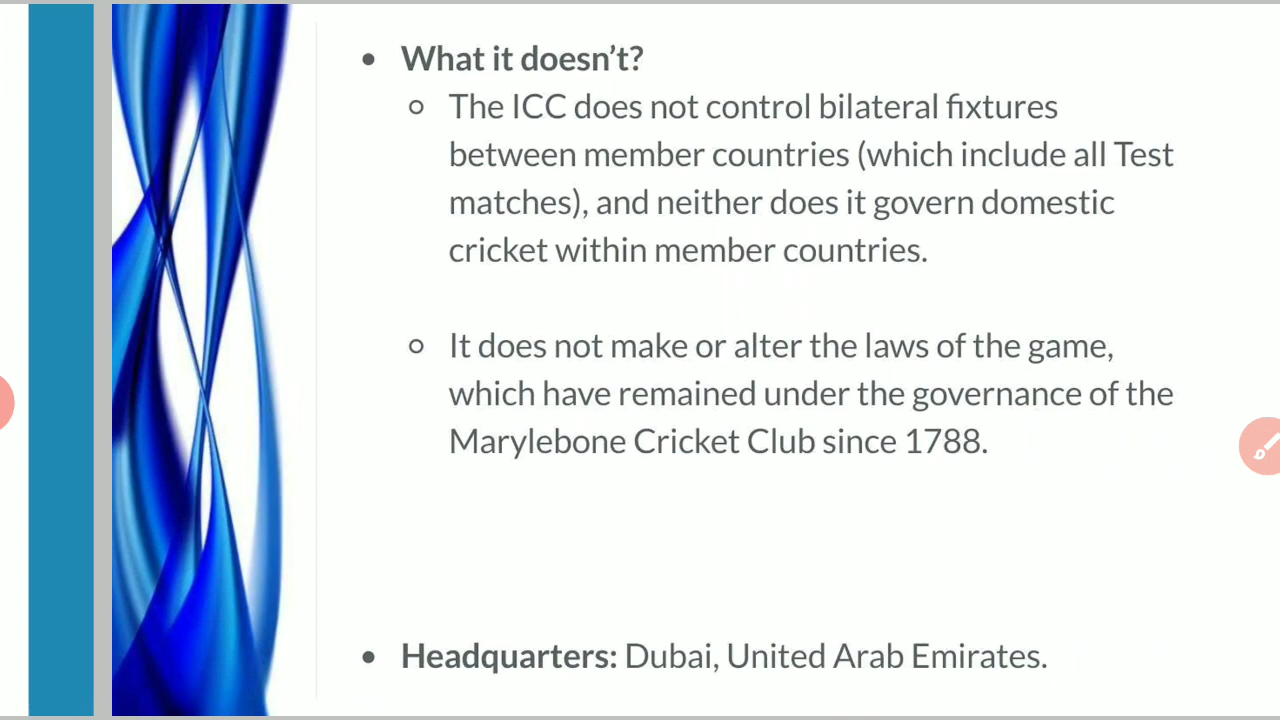 • What it doesn’t?
○ The ICC does not control bilateral fixtures
between member countries (which include all Test
matches), and neither does it govern domestic
cricket within member countries.
○ It does not make or alter the laws of the game,
which have remained under the governance of the
Marylebone Cricket Club since 1788.
• Headquarters: Dubai, United Arab Emirates.